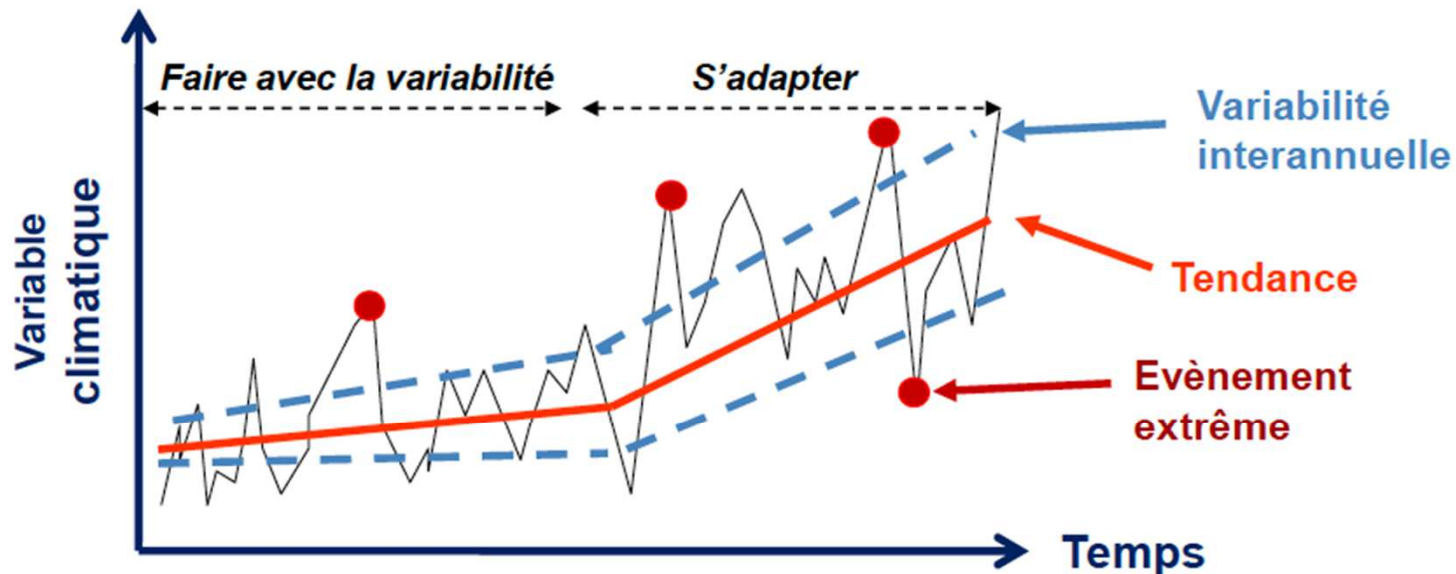 Faire avec la variabilité
S'adapter
Variabilité
interannuelle
Variable
climatique
Tendance
Evènement
extrême
Temps